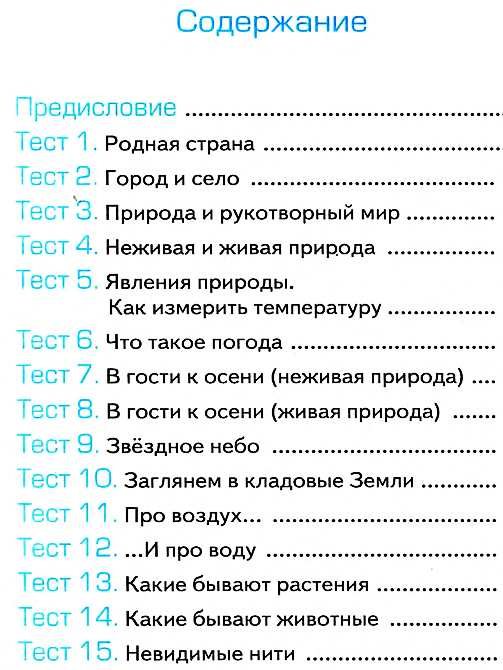 Содержание
Предисловие ........................................
Тест 1. Родная страна ..............................
Тест 2. Город и село ...............................
Тест 3. Природа и рукотворный мир .............
Тест 4. Неживая и живая природа ................
Тест 5. Явления природы.
Как измерить температуру ................
Тест 6. Что такое погода ...........................
Тест 7. В гости к осени (неживая природа) ....
Тест 8. В гости к осени (живая природа) .......
Тест 9. Звёздное небо .............................
Тест 10. Заглянем в кладовые Земли ...........
Тест 11. Про воздух... .............................
Тест 12. ...И про воду ..............................
Тест 13. Какие бывают растения ................
Тест 14. Какие бывают животные ...............
Тест 15. Невидимые нити .........................